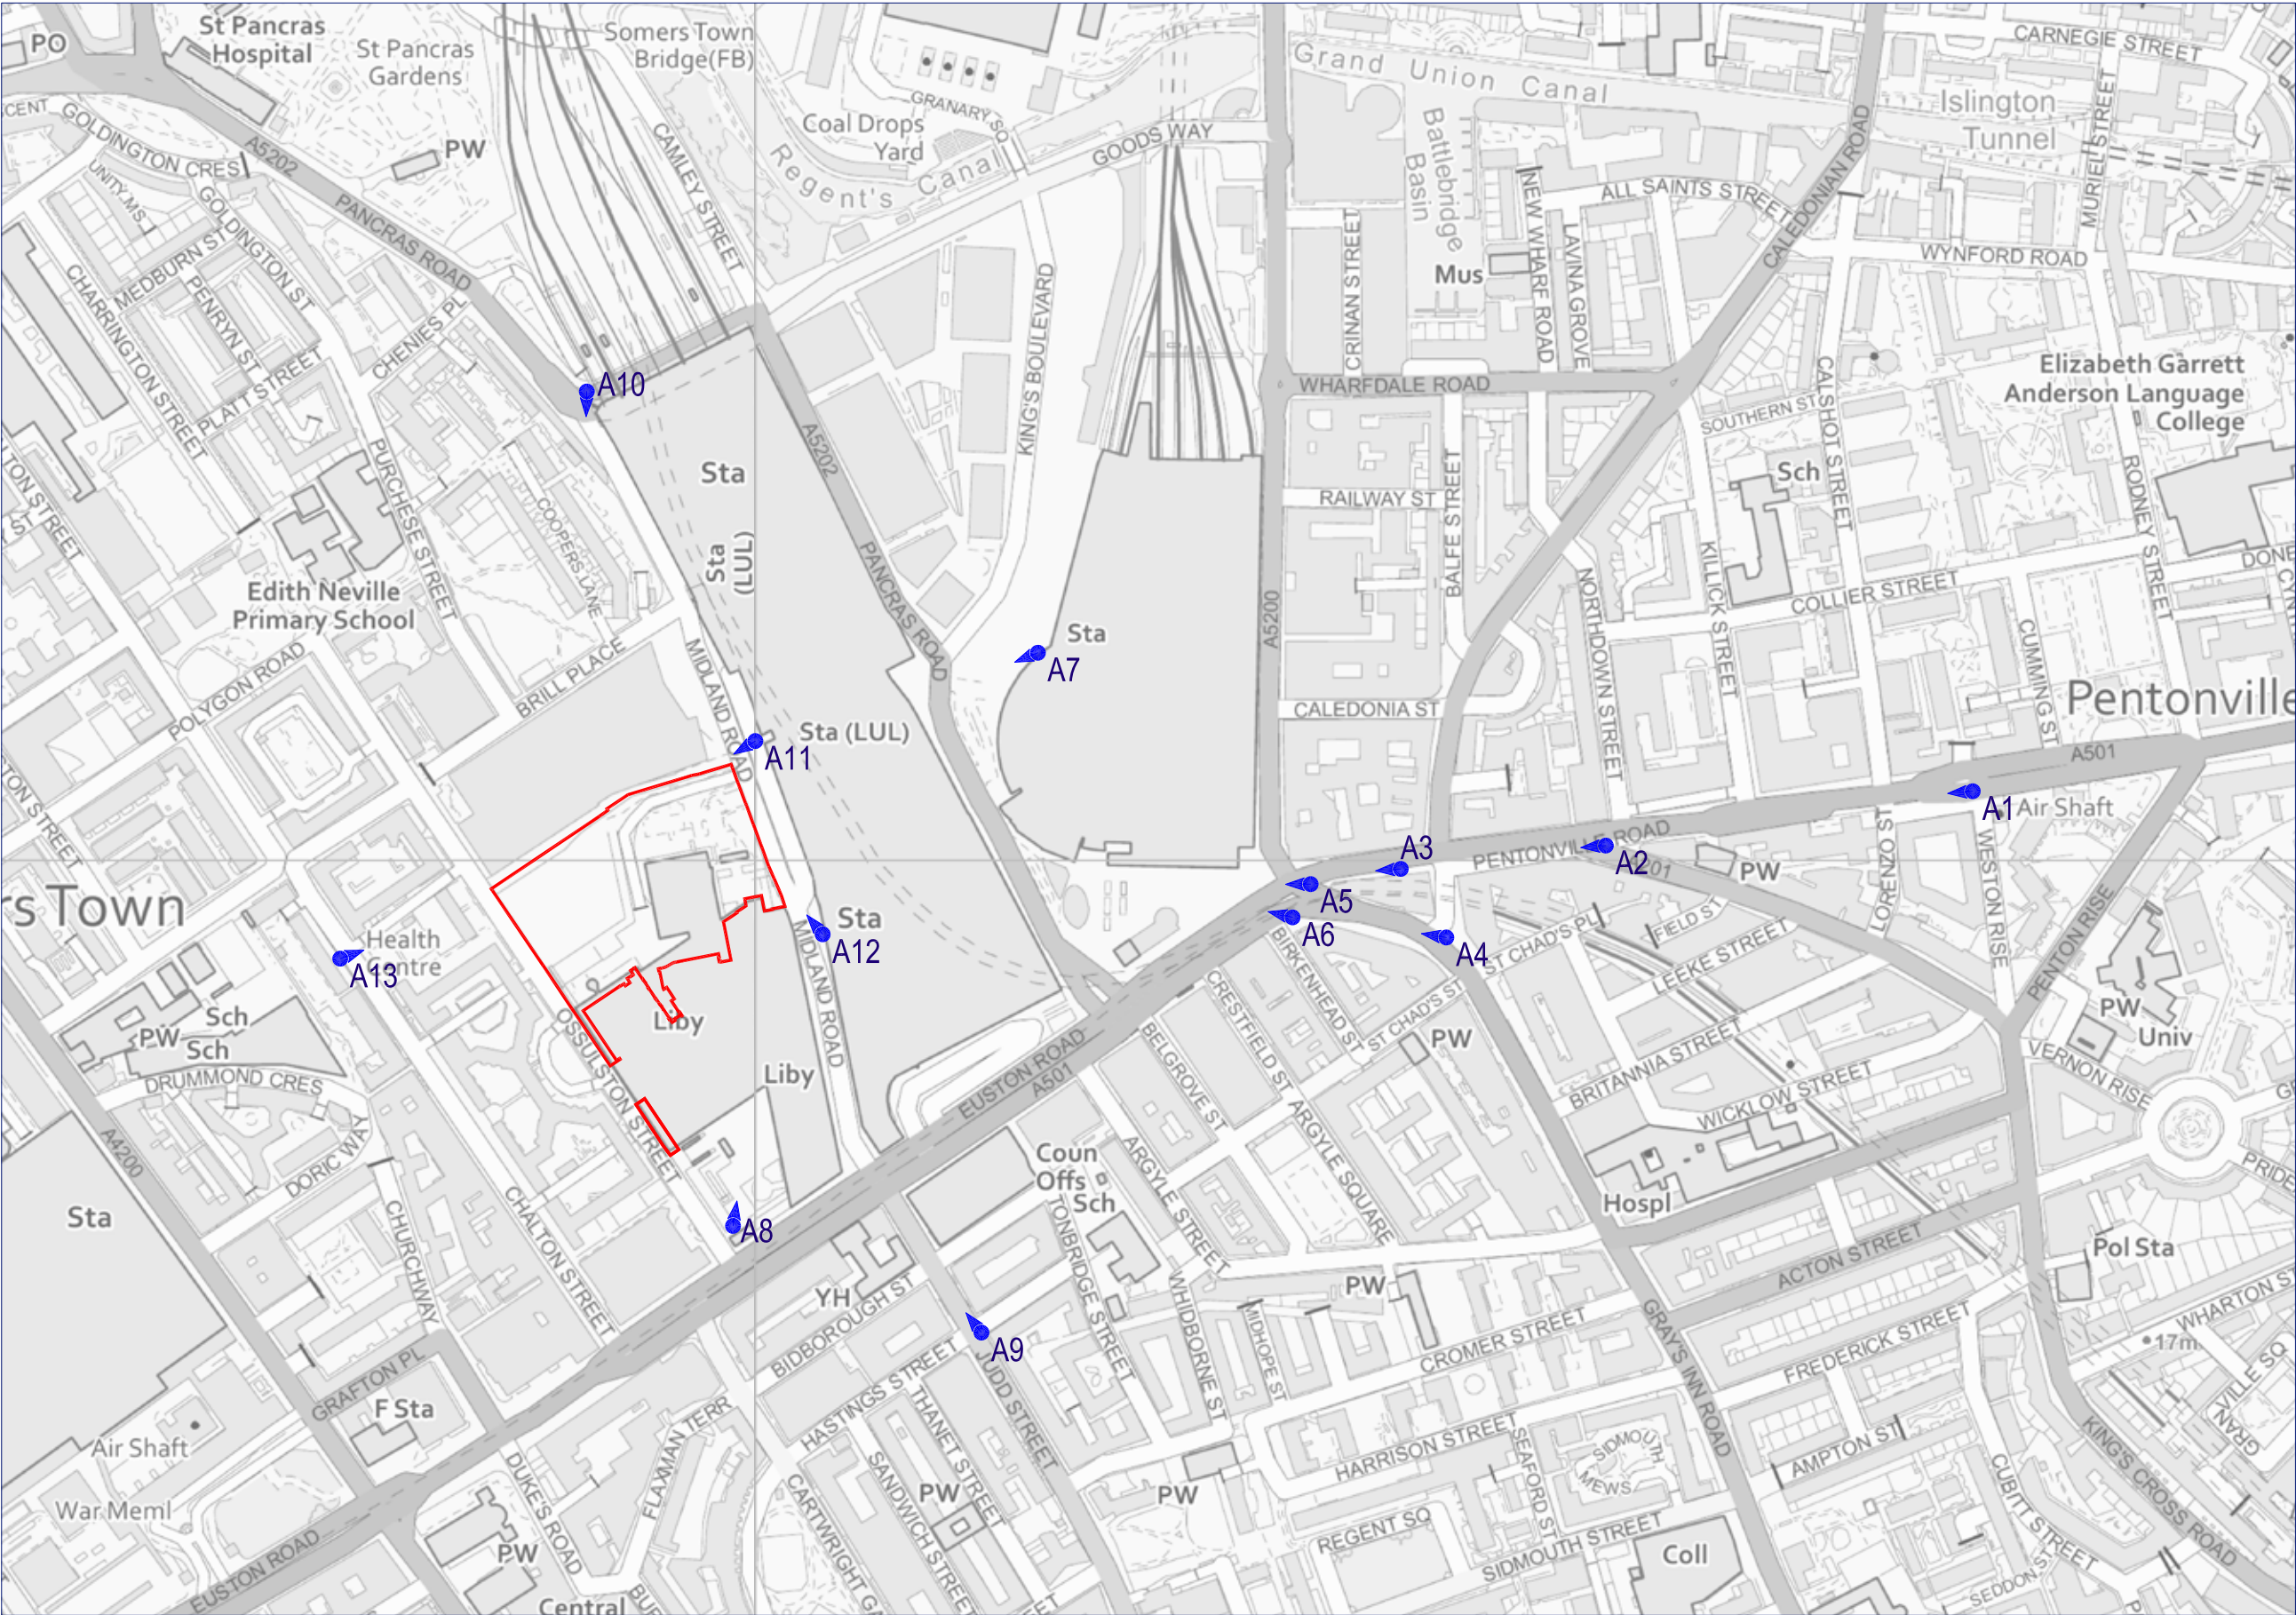 PO
St Pancras
Hospital
St Pancras
Gardens
Somers Town
Bridge(FB)
CARNEGIE STREET
Grand Union Canal
Islington
Tunnel
MURIEL STREET
CENT
GOLDINGTON CRES
A5202
PW
CAMLEY STREET
Coal Drops
Yard
GRANARY SQ
GOODS WAY
Regent's Canal
Battlebridge
Basin
CALEDONIAN ROAD
UNITY MS
GOLDINGTON ST
PANCRAS ROAD
NEW WHARF ROAD
LAVINA GROVE
ALL SAINTS STREET
CRINAN STREET
Mus
WYNFORD ROAD
MEDBURN ST
PENRYN ST
CHARRINGTON STREET
PLATT STREET
CHENIES PL
KING'S BOULEVARD
A10
WHARFDALE ROAD
CALSHOT STREET
SOUTHERN ST
Elizabeth Garrett
Anderson Language
College
A5202
Sta
PURCHESE STREET
COOPERS LANE
RAILWAY ST
BALFE STREET
Sch
RODNEY STREET
Sta
(LUL)
PANCRAS ROAD
KILLICK STREET
NORTHDOWN STREET
COLLIER STREET
DONE
Edith Neville
Primary School
A5200
CUMMING ST
Sta
A7
POLYGON ROAD
BRILL PLACE
MIDLAND ROAD
Sta (LUL)
A11
CALEDONIA ST
Pentonville
A501
A1
Air Shaft
A3
PENTONVILLE ROAD
A2
PW
LORENZO ST
WESTON RISE
PENTON RISE
rs Town
A5
A6
A4
ST CHAD'S PL
FIELD ST
LEEKE STREET
Health
Centre
A13
Sta
A12
MIDLAND ROAD
BIRKENHEAD ST
CRESTFIELD ST
ST CHAD'S ST
PW
BRITANNIA STREET
WICKLOW STREET
PW
Univ
VERNON RISE
Sch
PW
Sch
DRUMMOND CRES
Liby
Liby
OSSULSTON STREET
EUSTON ROAD
A501
BELGROVE ST
ARGYLE SQUARE
ARGYLE STREET
A4200
DORIC WAY
CHURCHWAY
CHALTON STREET
Coun
Offs
Sch
Hospl
PRIDE
Sta
A8
TONBRIDGE STREET
ACTON STREET
Pol Sta
YH
BIDBOROUGH ST
WHIDBORNE ST
MIDHOPE ST
PW
CROMER STREET
GRAY'S INN ROAD
FREDERICK STREET
WHARTON ST
17m
A9
HASTINGS STREET
JUDD STREET
GRAFTON PL
F Sta
FLAXMAN TERR
THANET STREET
SANDWICH STREET
PW
HARRISON STREET
SEAFORD ST
SIDMOUTH
MEWS
AMPTON ST
CUBITT STREET
KING'S CROSS ROAD
Air Shaft
War Meml
DUKE'S ROAD
PW
CARTWRIGHT GA
PW
REGENT SQ
SIDMOUTH STREET
Coll
SEDDON S
EUSTON ROAD
Central